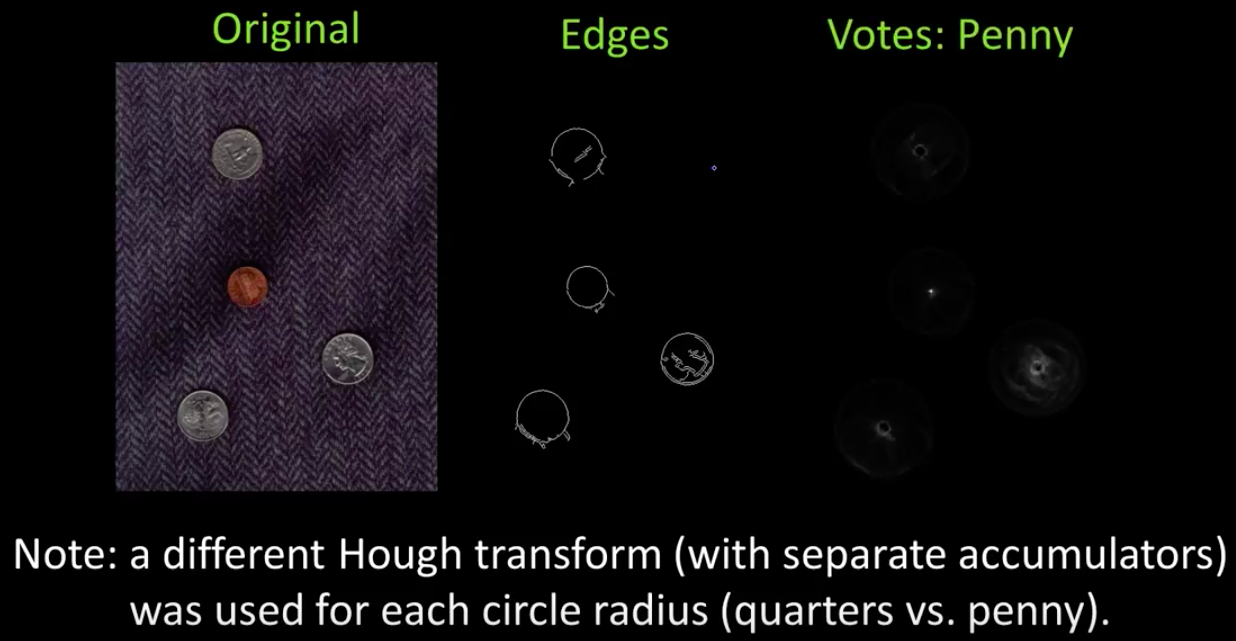 Original
Edges
Votes: Penny
Note: a different Hough transform (with separate accumulators)
was used for each circle radius (quarters vs. penny).